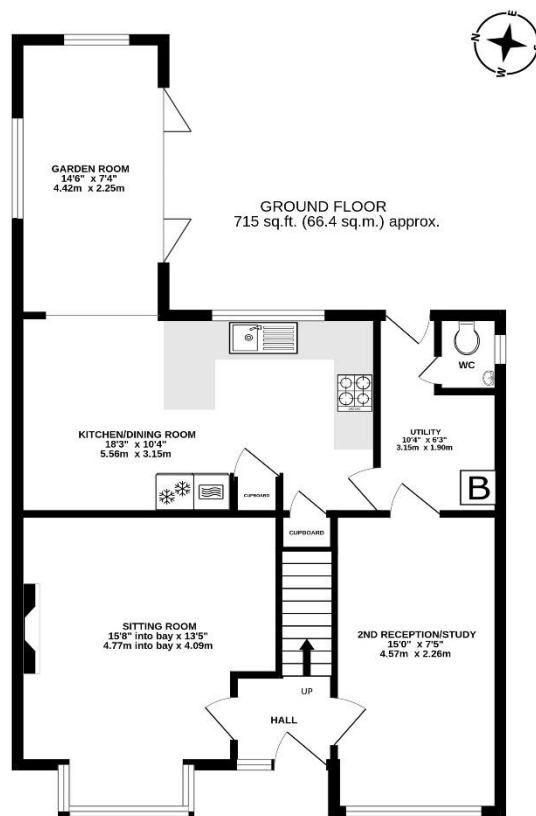 N
E
S
W
GARDEN ROOM
14'6" x 7'4"
4.42m x 2.25m
GROUND FLOOR
715 sq.ft. (66.4 sq.m.) approx.
WC
KITCHEN/DINING ROOM
18'3" x 10'4"
5.56m x 3.15m
UTILITY
10'4" x 6'3"
3.15m x 1.90m
B
CUPBOARD
CUPBOARD
SITTING ROOM
15'8" into bay x 13'5"
4.77m into bay x 4.09m
2ND RECEPTION/STUDY
15'0" x 7'5"
4.57m x 2.26m
UP
HALL